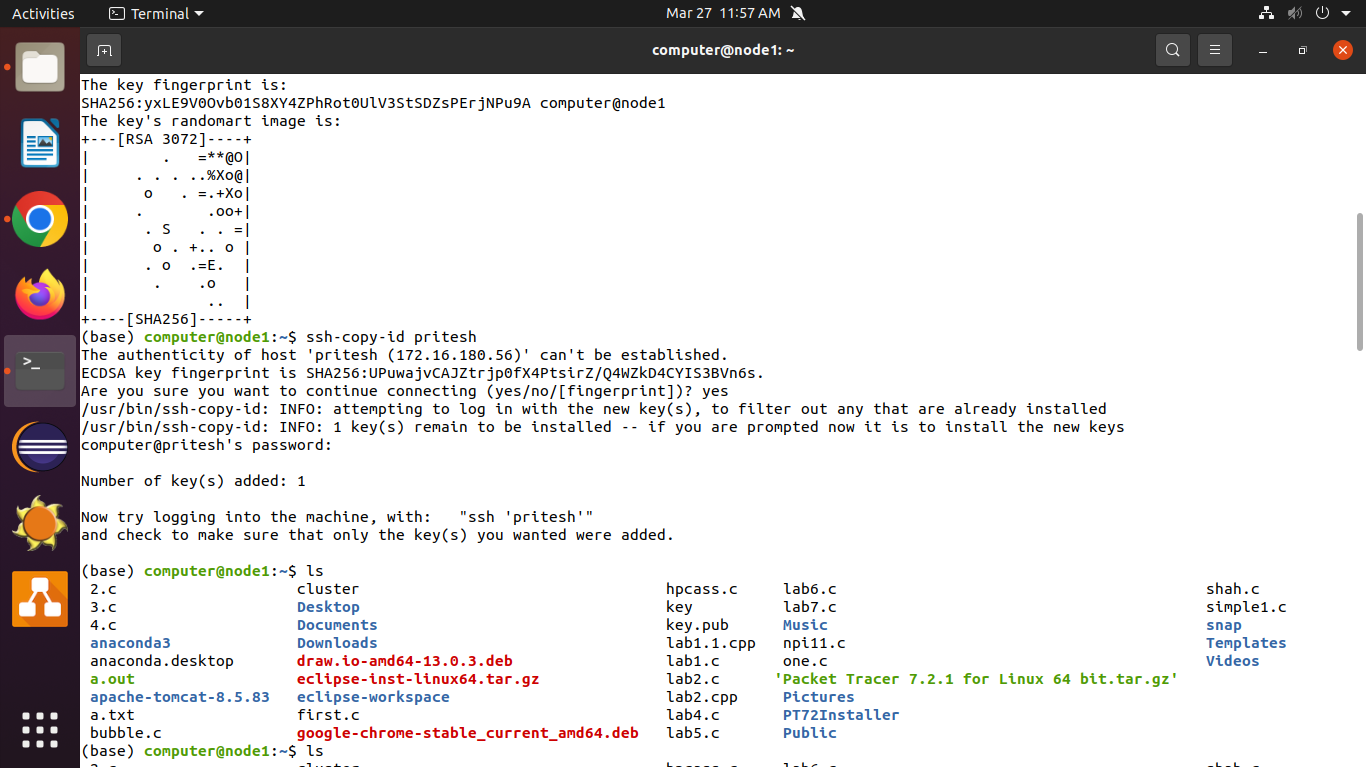 Activities Terminal Mar 27 11:57 AM
computer@node1: ~
The key fingerprint is:
SHA256:yxLE9V0Ovb01S8XY4ZPhRot0UlV3StSDZsPErjNPu9A computer@node1
The key's randomart image is:
+---[RSA 3072]----+
|        .   =**@O|
|     . . . ..%Xo@|
|      o   . =.+Xo|
|     .       .oo+|
|      . S   . . =|
|       o . +.. o |
|      . o  .=E.  |
|       .    .o   |
|             ..  |
+----[SHA256]-----+
(base) computer@node1:~$ ssh-copy-id pritesh
The authenticity of host 'pritesh (172.16.180.56)' can't be established.
ECDSA key fingerprint is SHA256:UPuwajvCAJZtrjp0fX4PtsirZ/Q4WZkD4CYIS3BVn6s.
Are you sure you want to continue connecting (yes/no/[fingerprint])? yes
/usr/bin/ssh-copy-id: INFO: attempting to log in with the new key(s), to filter out any that are already installed
/usr/bin/ssh-copy-id: INFO: 1 key(s) remain to be installed -- if you are prompted now it is to install the new keys
computer@pritesh's password:
Number of key(s) added: 1
Now try logging into the machine, with:   "ssh 'pritesh'"
and check to make sure that only the key(s) you wanted were added.
(base) computer@node1:~$ ls
2.c cluster hpcass.c lab6.c shah.c
3.c Desktop key lab7.c simple1.c
4.c Documents key.pub Music snap
anaconda3 Downloads lab1.1.cpp npi11.c Templates
anaconda.desktop draw.io-amd64-13.0.3.deb lab1.c one.c Videos
a.out eclipse-inst-linux64.tar.gz lab2.c 'Packet Tracer 7.2.1 for Linux 64 bit.tar.gz'
apache-tomcat-8.5.83 eclipse-workspace lab2.cpp Pictures
a.txt first.c lab4.c PT72Installer
bubble.c google-chrome-stable_current_amd64.deb lab5.c Public
(base) computer@node1:~$ ls
2.c cluster hpcass.c lab6.c shah.c